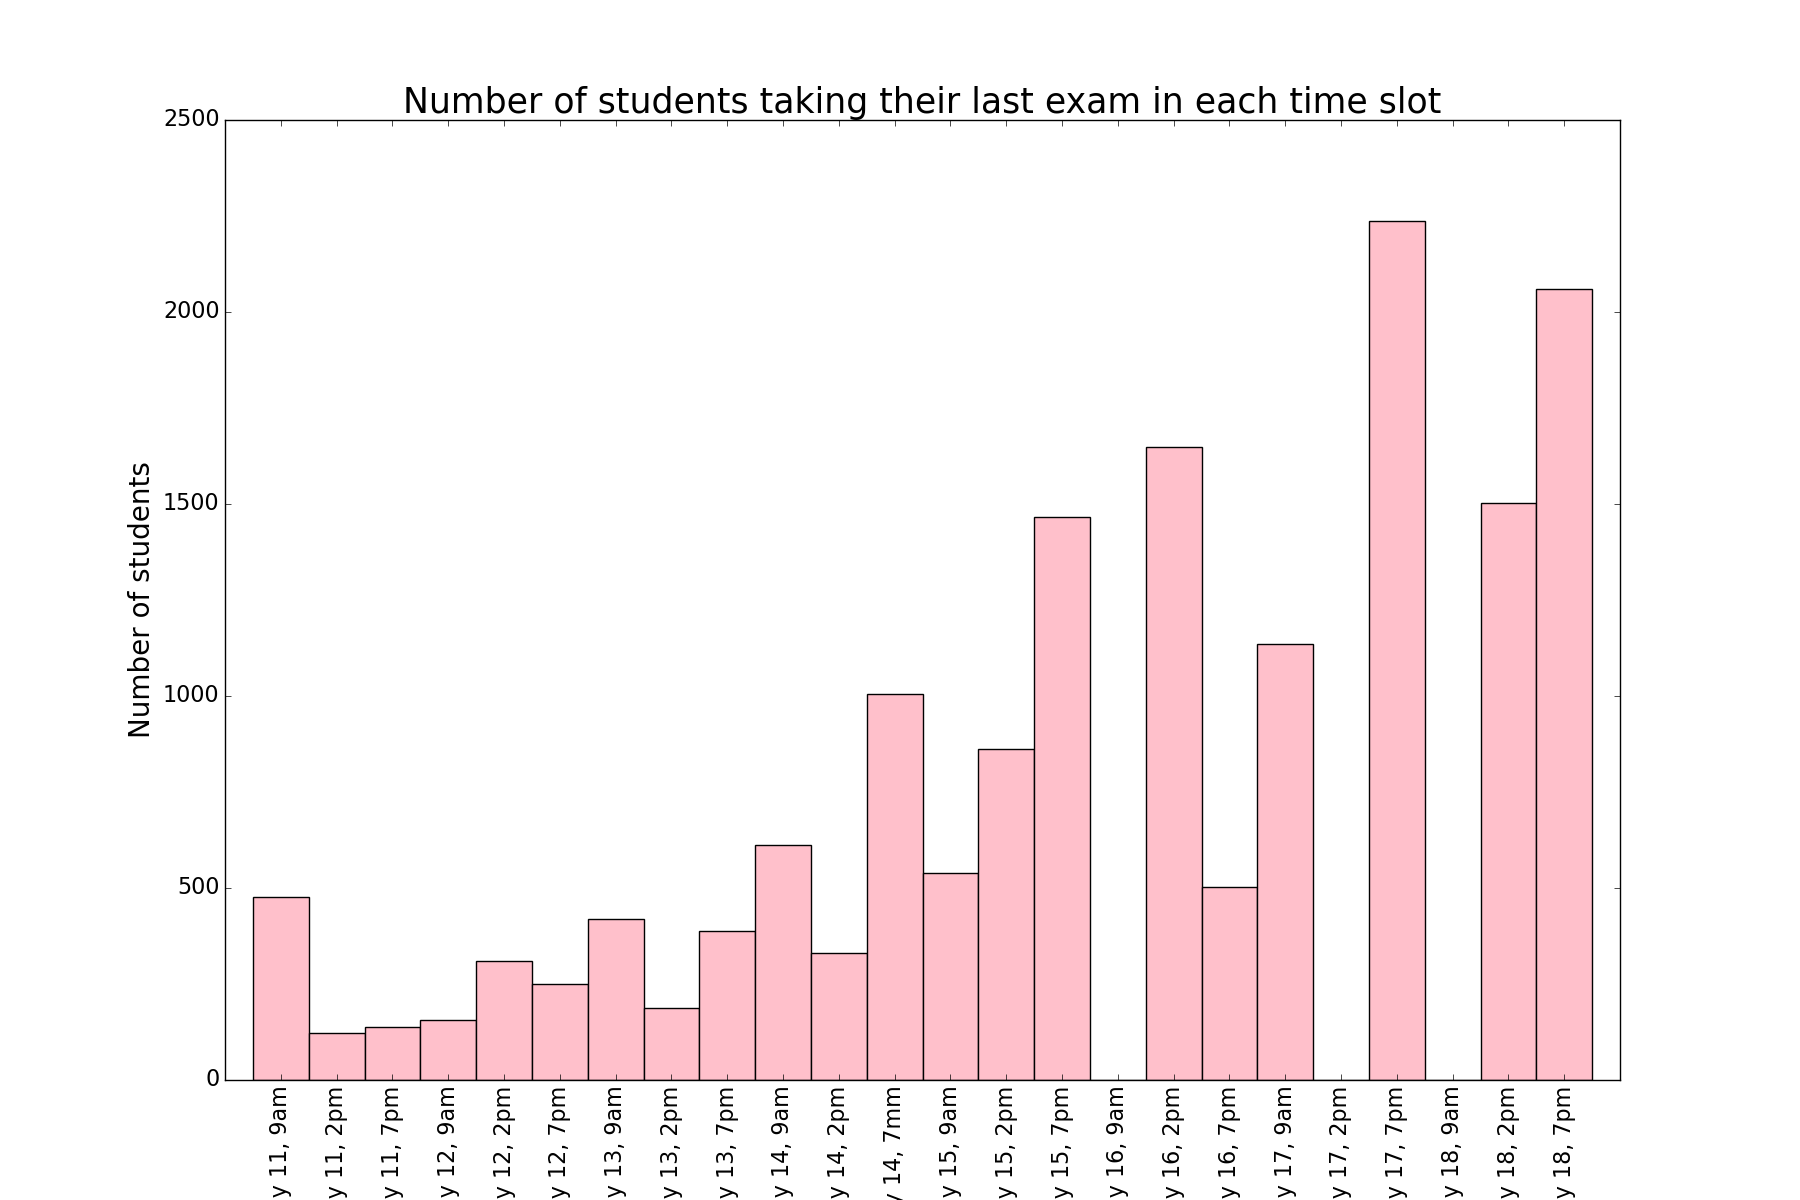 Number of students taking their last exam in each time slot
Number of students
2500
2000
1500
1000
500
0
y 11, 9am
y 11, 2pm
y 11, 7pm
y 12, 9am
y 12, 2pm
y 12, 7pm
y 13, 9am
y 13, 2pm
y 13, 7pm
y 14, 9am
y 14, 2pm
y 14, 7mm
y 15, 9am
y 15, 2pm
y 15, 7pm
y 16, 9am
y 16, 2pm
y 16, 7pm
y 17, 9am
y 17, 2pm
y 17, 7pm
y 18, 9am
y 18, 2pm
y 18, 7pm